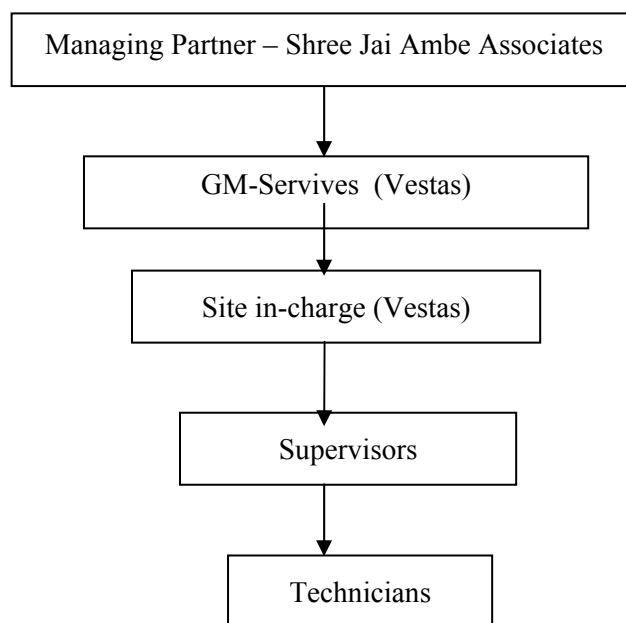 Managing Partner – Shree Jai Ambe Associates
GM-Servives (Vestas)
Site in-charge (Vestas)
Supervisors
Technicians